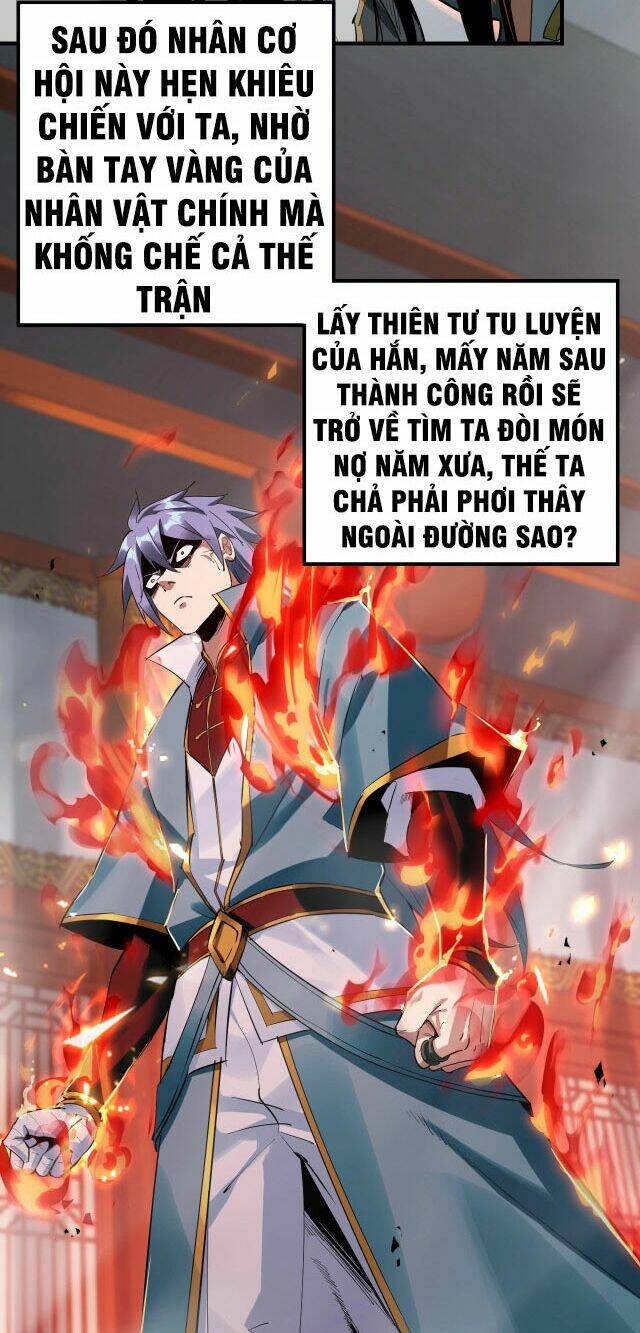 SAU ĐÓ NHÂN CƠ
HỘI NÀY HẸN KHIÊU
CHIẾN VỚI TA, NHỜ
BÀN TAY VÀNG CỦA
NHÂN VẬT CHÍNH MÀ
KHỐNG CHẾ CẢ THẾ
TRẬN
LẤY THIÊN TƯ TU LUYỆN
CỦA HẮN, MẤY NĂM SAU
THÀNH CÔNG RỒI SẼ
TRỞ VỀ TÌM TA ĐÒI MÓN
NỢ NĂM XƯA, THẾ TA
CHẢ PHẢI PHƠI THÂY
NGOÀI ĐƯỜNG SAO?